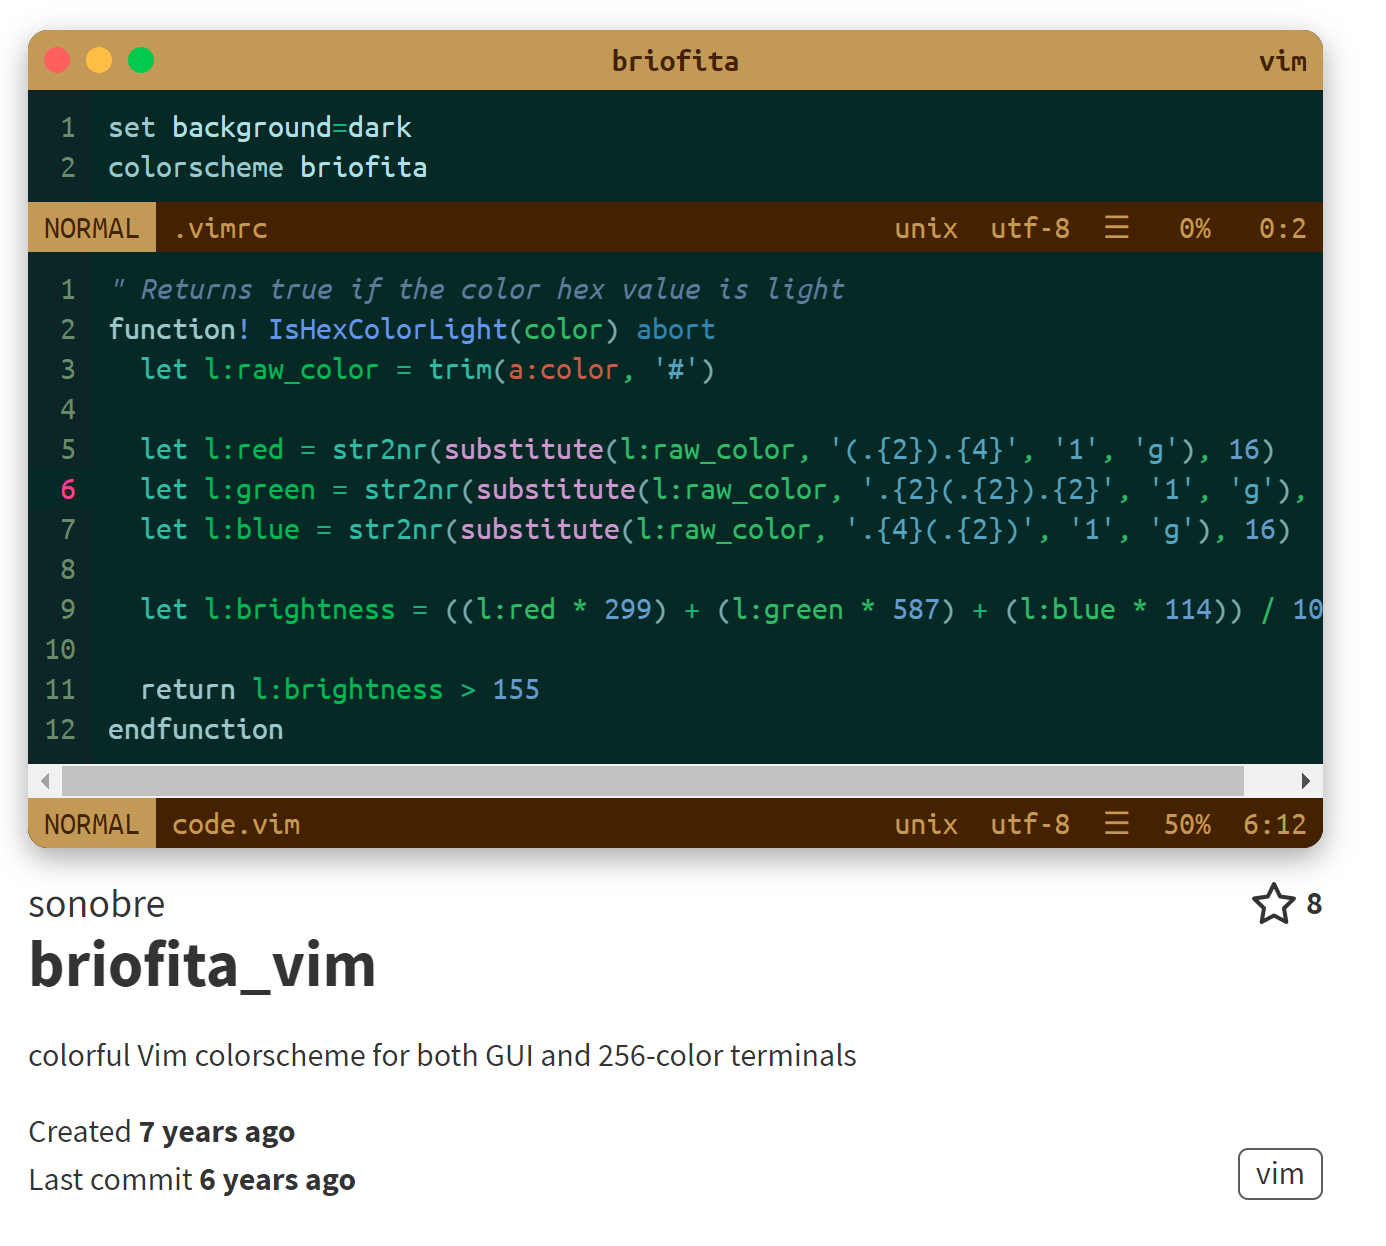 briofita vim
1 set background=dark
2 colorscheme briofita
NORMAL .vimrc unix utf-8 ☰ 0% 0:2
1 " Returns true if the color hex value is light
2 function! IsHexColorLight(color) abort
3   let l:raw_color = trim(a:color, '#')
4
5   let l:red = str2nr(substitute(l:raw_color, '(.{2}).{4}', '1', 'g'), 16)
6   let l:green = str2nr(substitute(l:raw_color, '.{2}(.{2}).{2}', '1', 'g'),
7   let l:blue = str2nr(substitute(l:raw_color, '.{4}(.{2})', '1', 'g'), 16)
8
9   let l:brightness = ((l:red * 299) + (l:green * 587) + (l:blue * 114)) / 10
10
11   return l:brightness > 155
12 endfunction
NORMAL code.vim unix utf-8 ☰ 50% 6:12
sonobre 8
briofita_vim
colorful Vim colorscheme for both GUI and 256-color terminals
Created 7 years ago
Last commit 6 years ago vim